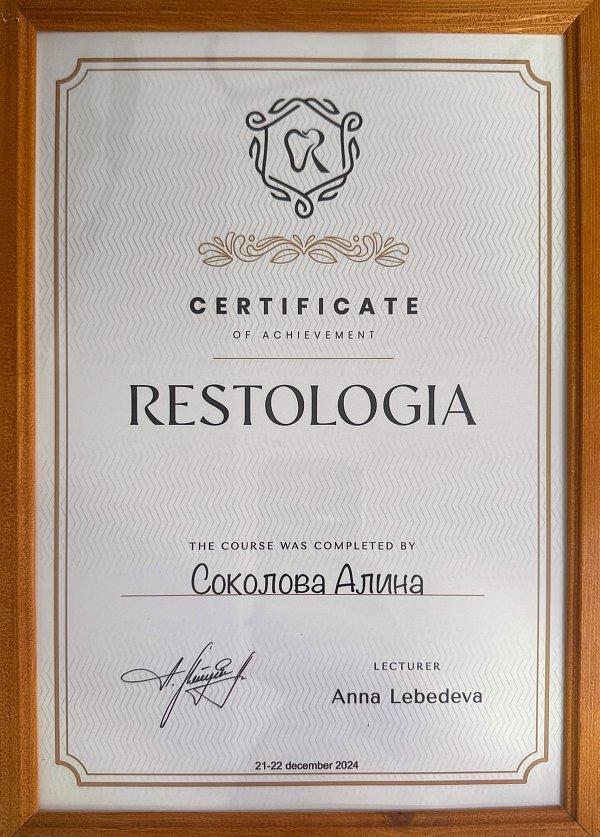 CERTIFICATE
OF ACHIEVEMENT
RESTOLOGIA
THE COURSE WAS COMPLETED BY
Соколова Алина
LECTURER
Anna Lebedeva
21-22 december 2024